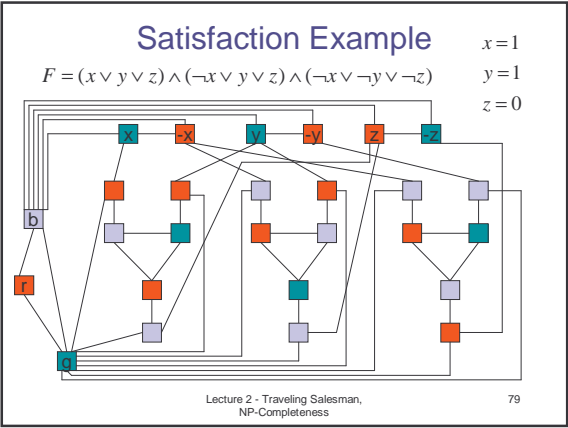 Satisfaction Example
F = (x ∨ y ∨ z) ∧ (¬x ∨ y ∨ z) ∧ (¬x ∨ ¬y ∨ ¬z)
x = 1
y = 1
z = 0
x -x y -y z -z
b
r
g
Lecture 2 - Traveling Salesman,
NP-Completeness
79